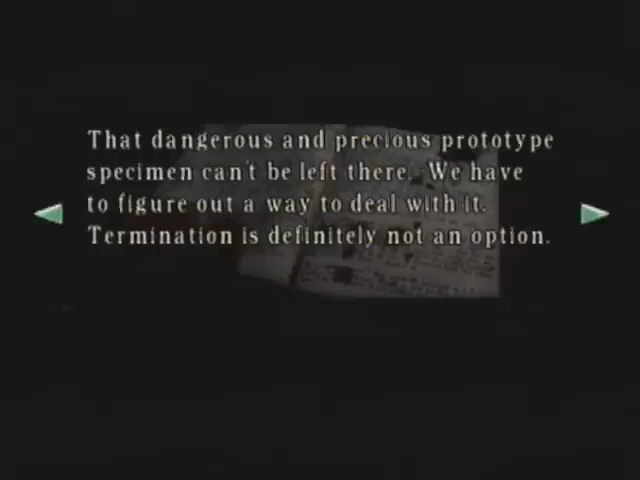 That dangerous and precious prototype
specimen can't be left there. We have
to figure out a way to deal with it.
Termination is definitely not an option.